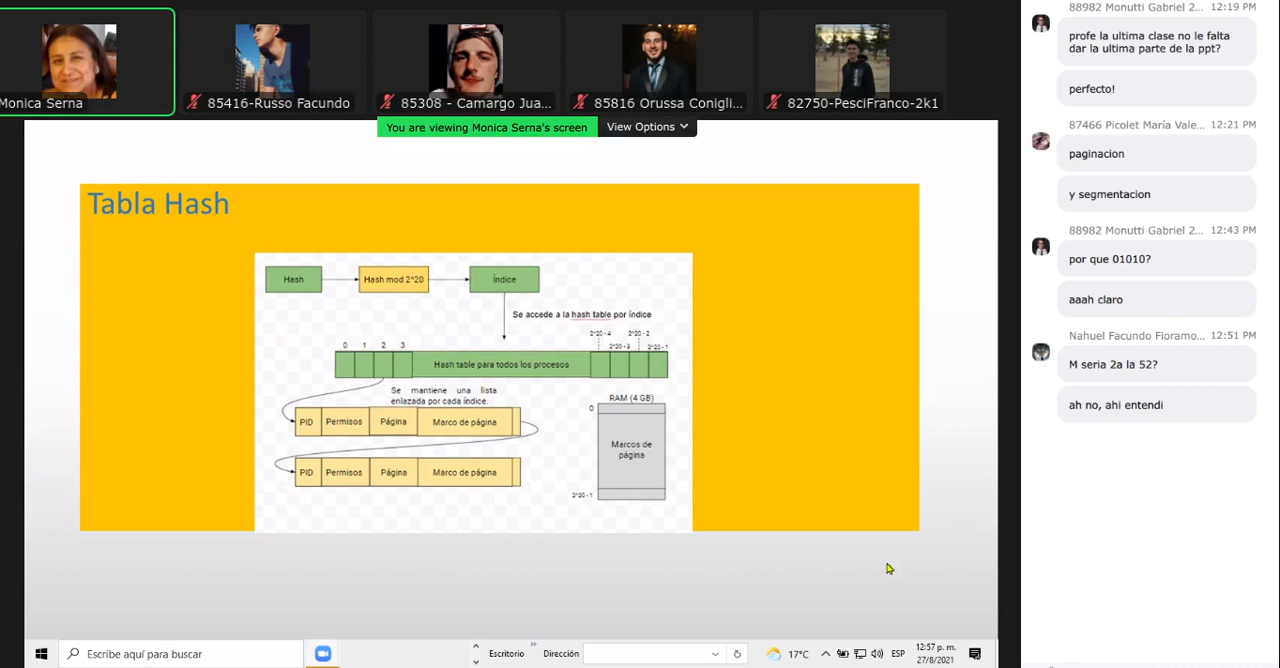 Monica Serna
85416-Russo Facundo
85308 - Camargo Jua...
85816 Orussa Conigli...
82750-PesciFranco-2k1
You are viewing Monica Serna's screen
View Options
Tabla Hash
Hash
Hash mod 2^20
Índice
Se accede a la hash table por índice
2^20 - 4
2^20 - 2
2^20 - 3
2^20 - 1
0 1 2 3
Hash table para todos los procesos
Se mantiene una lista
enlazada por cada índice.
PID Permisos Página Marco de página
PID Permisos Página Marco de página
RAM (4 GB)
0
Marcos de
página
2^20 - 1
88982 Monutti Gabriel 2... 12:19 PM
profe la ultima clase no le falta
dar la ultima parte de la ppt?
perfecto!
87466 Picolet María Vale... 12:21 PM
paginacion
y segmentacion
88982 Monutti Gabriel 2... 12:43 PM
por que 01010?
aaah claro
Nahuel Facundo Fioramo... 12:51 PM
M seria 2a la 52?
ah no, ahi entendi
Escribe aquí para buscar
Escritorio
Dirección
17°C
ESP
12:57 p. m.
27/8/2021